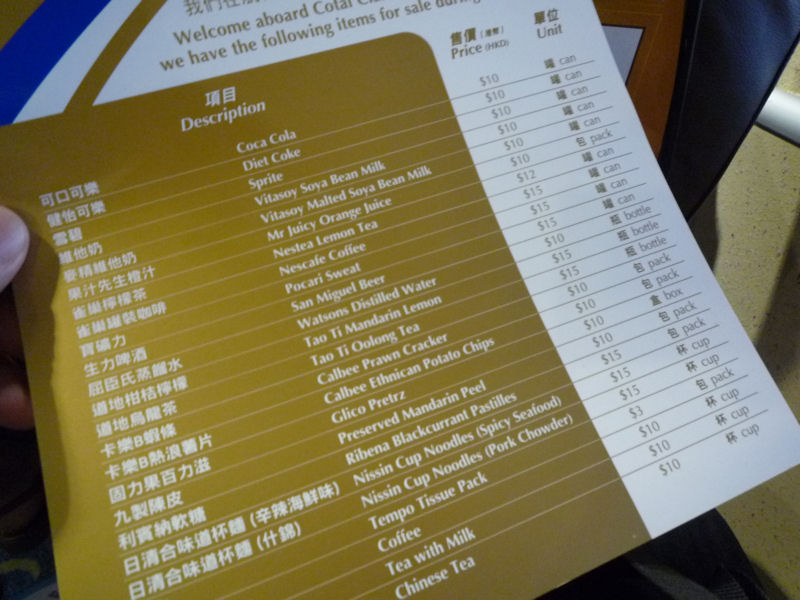 我們在航
Welcome aboard Cotai
we have the following items for sale during
項目
Description
售價 (港幣)
Price (HKD)
單位
Unit
可口可樂 Coca Cola $10 罐 can
健怡可樂 Diet Coke $10 罐 can
雪碧 Sprite $10 罐 can
維他奶 Vitasoy Soya Bean Milk $10 罐 can
麥精維他奶 Vitasoy Malted Soya Bean Milk $10 罐 can
果汁先生橙汁 Mr Juicy Orange Juice $10 包 pack
雀巢檸檬茶 Nestea Lemon Tea $12 罐 can
雀巢罐裝咖啡 Nescafe Coffee $15 罐 can
寶礦力 Pocari Sweat $15 罐 can
生力啤酒 San Miguel Beer $15 罐 can
屈臣氏蒸餾水 Watsons Distilled Water $10 瓶 bottle
道地柑桔檸檬 Tao Ti Mandarin Lemon $15 瓶 bottle
道地烏龍茶 Tao Ti Oolong Tea $15 瓶 bottle
卡樂B蝦條 Calbee Prawn Cracker $10 包 pack
卡樂B熱浪薯片 Calbee Ethnican Potato Chips $10 包 pack
固力果百力滋 Glico Pretz $10 盒 box
九製陳皮 Preserved Mandarin Peel $10 包 pack
利賓納軟糖 Ribena Blackcurrant Pastilles $10 包 pack
日清合味道杯麵 (辛辣海鮮味) Nissin Cup Noodles (Spicy Seafood) $15 杯 cup
日清合味道杯麵 (什錦) Nissin Cup Noodles (Pork Chowder) $15 杯 cup
Tempo Tissue Pack $3 包 pack
Coffee $10 杯 cup
Tea with Milk $10 杯 cup
Chinese Tea $10 杯 cup